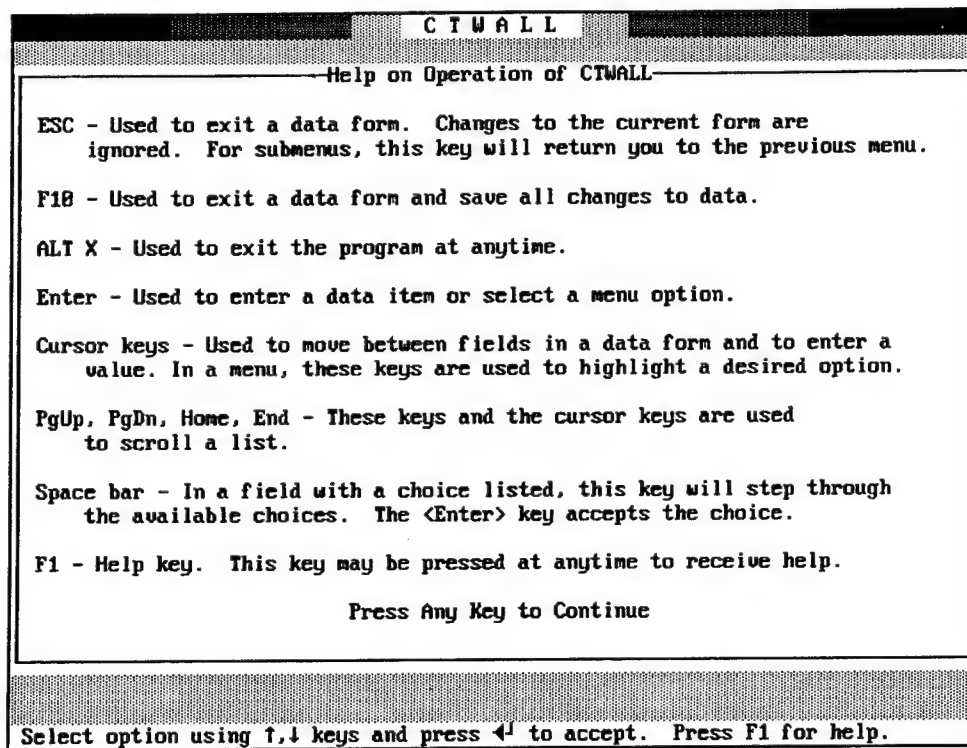 C T W A L L
Help on Operation of CTWALL
ESC - Used to exit a data form.  Changes to the current form are
ignored.  For submenus, this key will return you to the previous menu.
F10 - Used to exit a data form and save all changes to data.
ALT X - Used to exit the program at anytime.
Enter - Used to enter a data item or select a menu option.
Cursor keys - Used to move between fields in a data form and to enter a
value. In a menu, these keys are used to highlight a desired option.
PgUp, PgDn, Home, End - These keys and the cursor keys are used
to scroll a list.
Space bar - In a field with a choice listed, this key will step through
the available choices.  The <Enter> key accepts the choice.
F1 - Help key.  This key may be pressed at anytime to receive help.
Press Any Key to Continue
Select option using ↑,↓ keys and press ↵ to accept.  Press F1 for help.